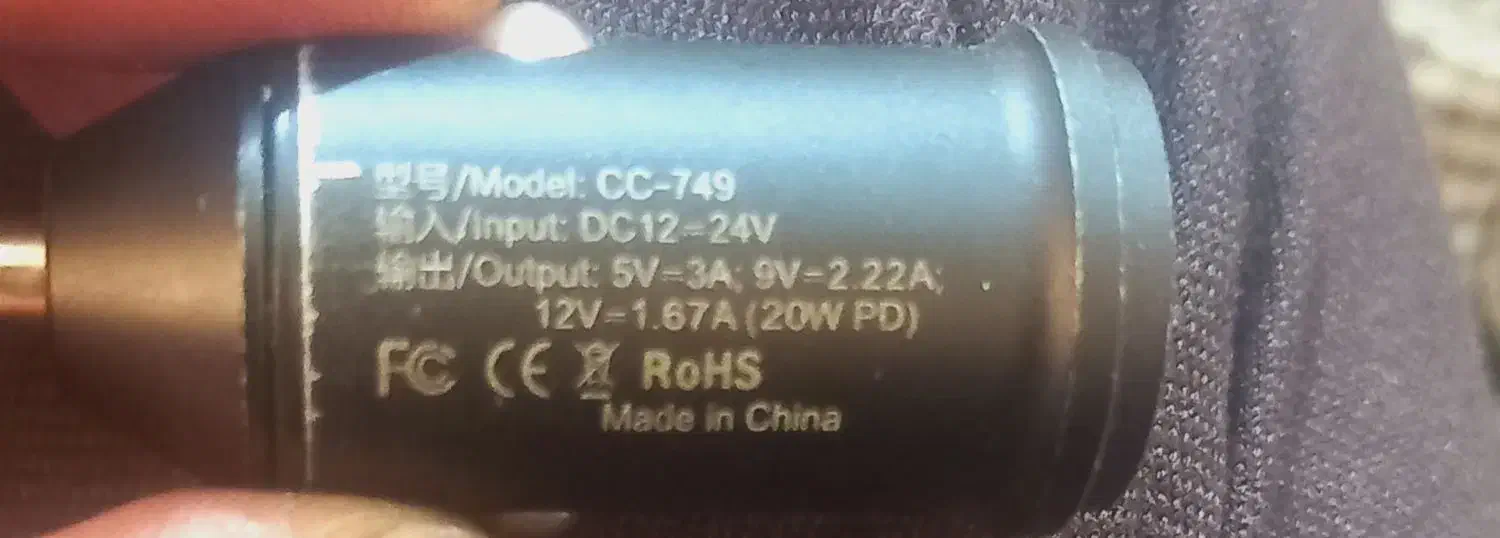 型号/Model: CC-749
输入/Input: DC12-24V
输出/Output: 5V=3A; 9V=2.22A;
12V=1.67A (20W PD)
FC CE RoHS
Made in China